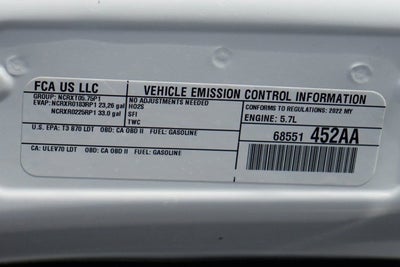 FCA US LLC
VEHICLE EMISSION CONTROL INFORMATION
GROUP: NCRXT05.75P1
EVAP: NCRXR0183RP1 23,26 gal
NCRXR0225RP1 33.0 gal
NO ADJUSTMENTS NEEDED
HO2S
SFI
TWC
CONFORMS TO REGULATIONS: 2022 MY
ENGINE: 5.7L
U.S. EPA: T3 B70 LDT OBD: CA OBD II FUEL: GASOLINE
CA: ULEV70 LDT OBD: CA OBD II FUEL: GASOLINE
68551 452AA